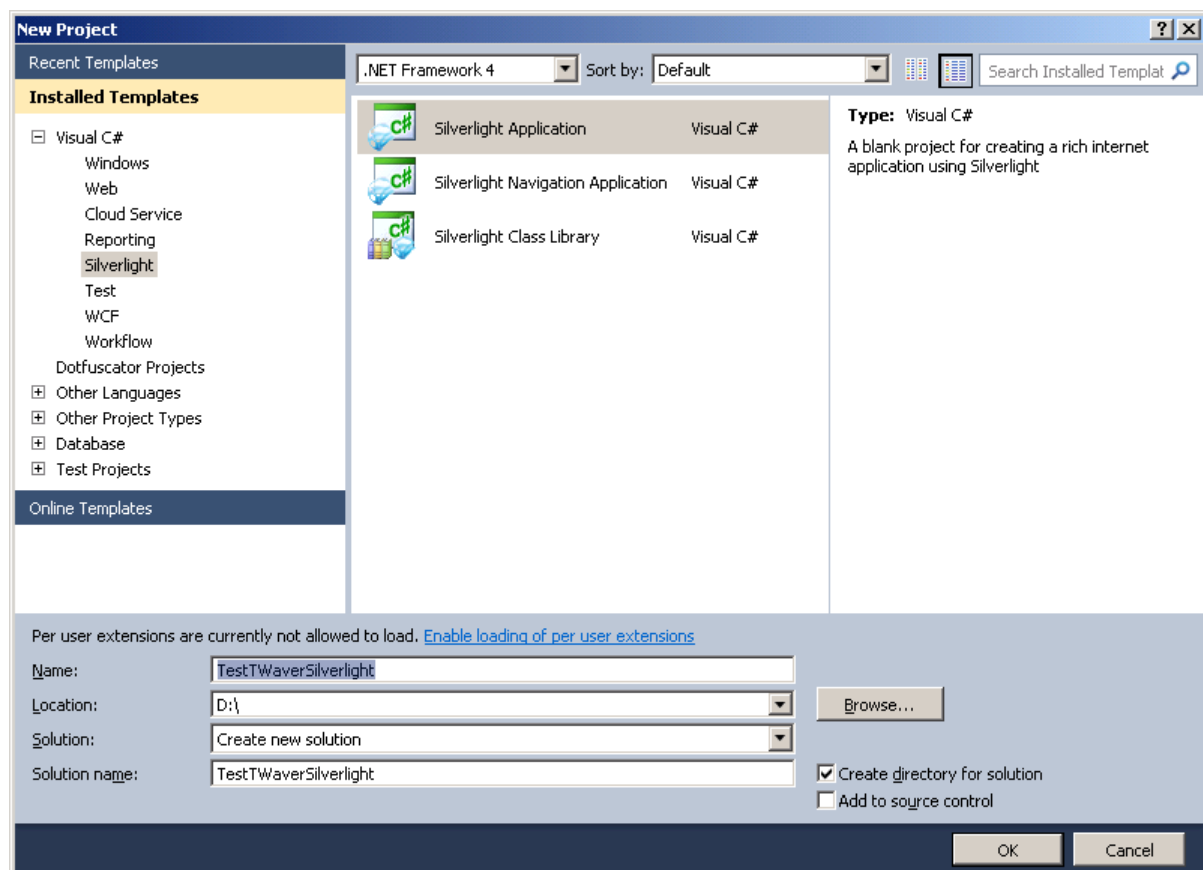 New Project
Recent Templates
Installed Templates
Visual C#
Windows
Web
Cloud Service
Reporting
Silverlight
Test
WCF
Workflow
Dotfuscator Projects
Other Languages
Other Project Types
Database
Test Projects
Online Templates
.NET Framework 4
Sort by: Default
Search Installed Templat
C# Silverlight Application Visual C#
C# Silverlight Navigation Application Visual C#
C# Silverlight Class Library Visual C#
Type: Visual C#
A blank project for creating a rich internet
application using Silverlight
Per user extensions are currently not allowed to load. Enable loading of per user extensions
Name: TestTWaverSilverlight
Location: D:\
Browse...
Solution: Create new solution
Solution name: TestTWaverSilverlight
Create directory for solution
Add to source control
OK Cancel